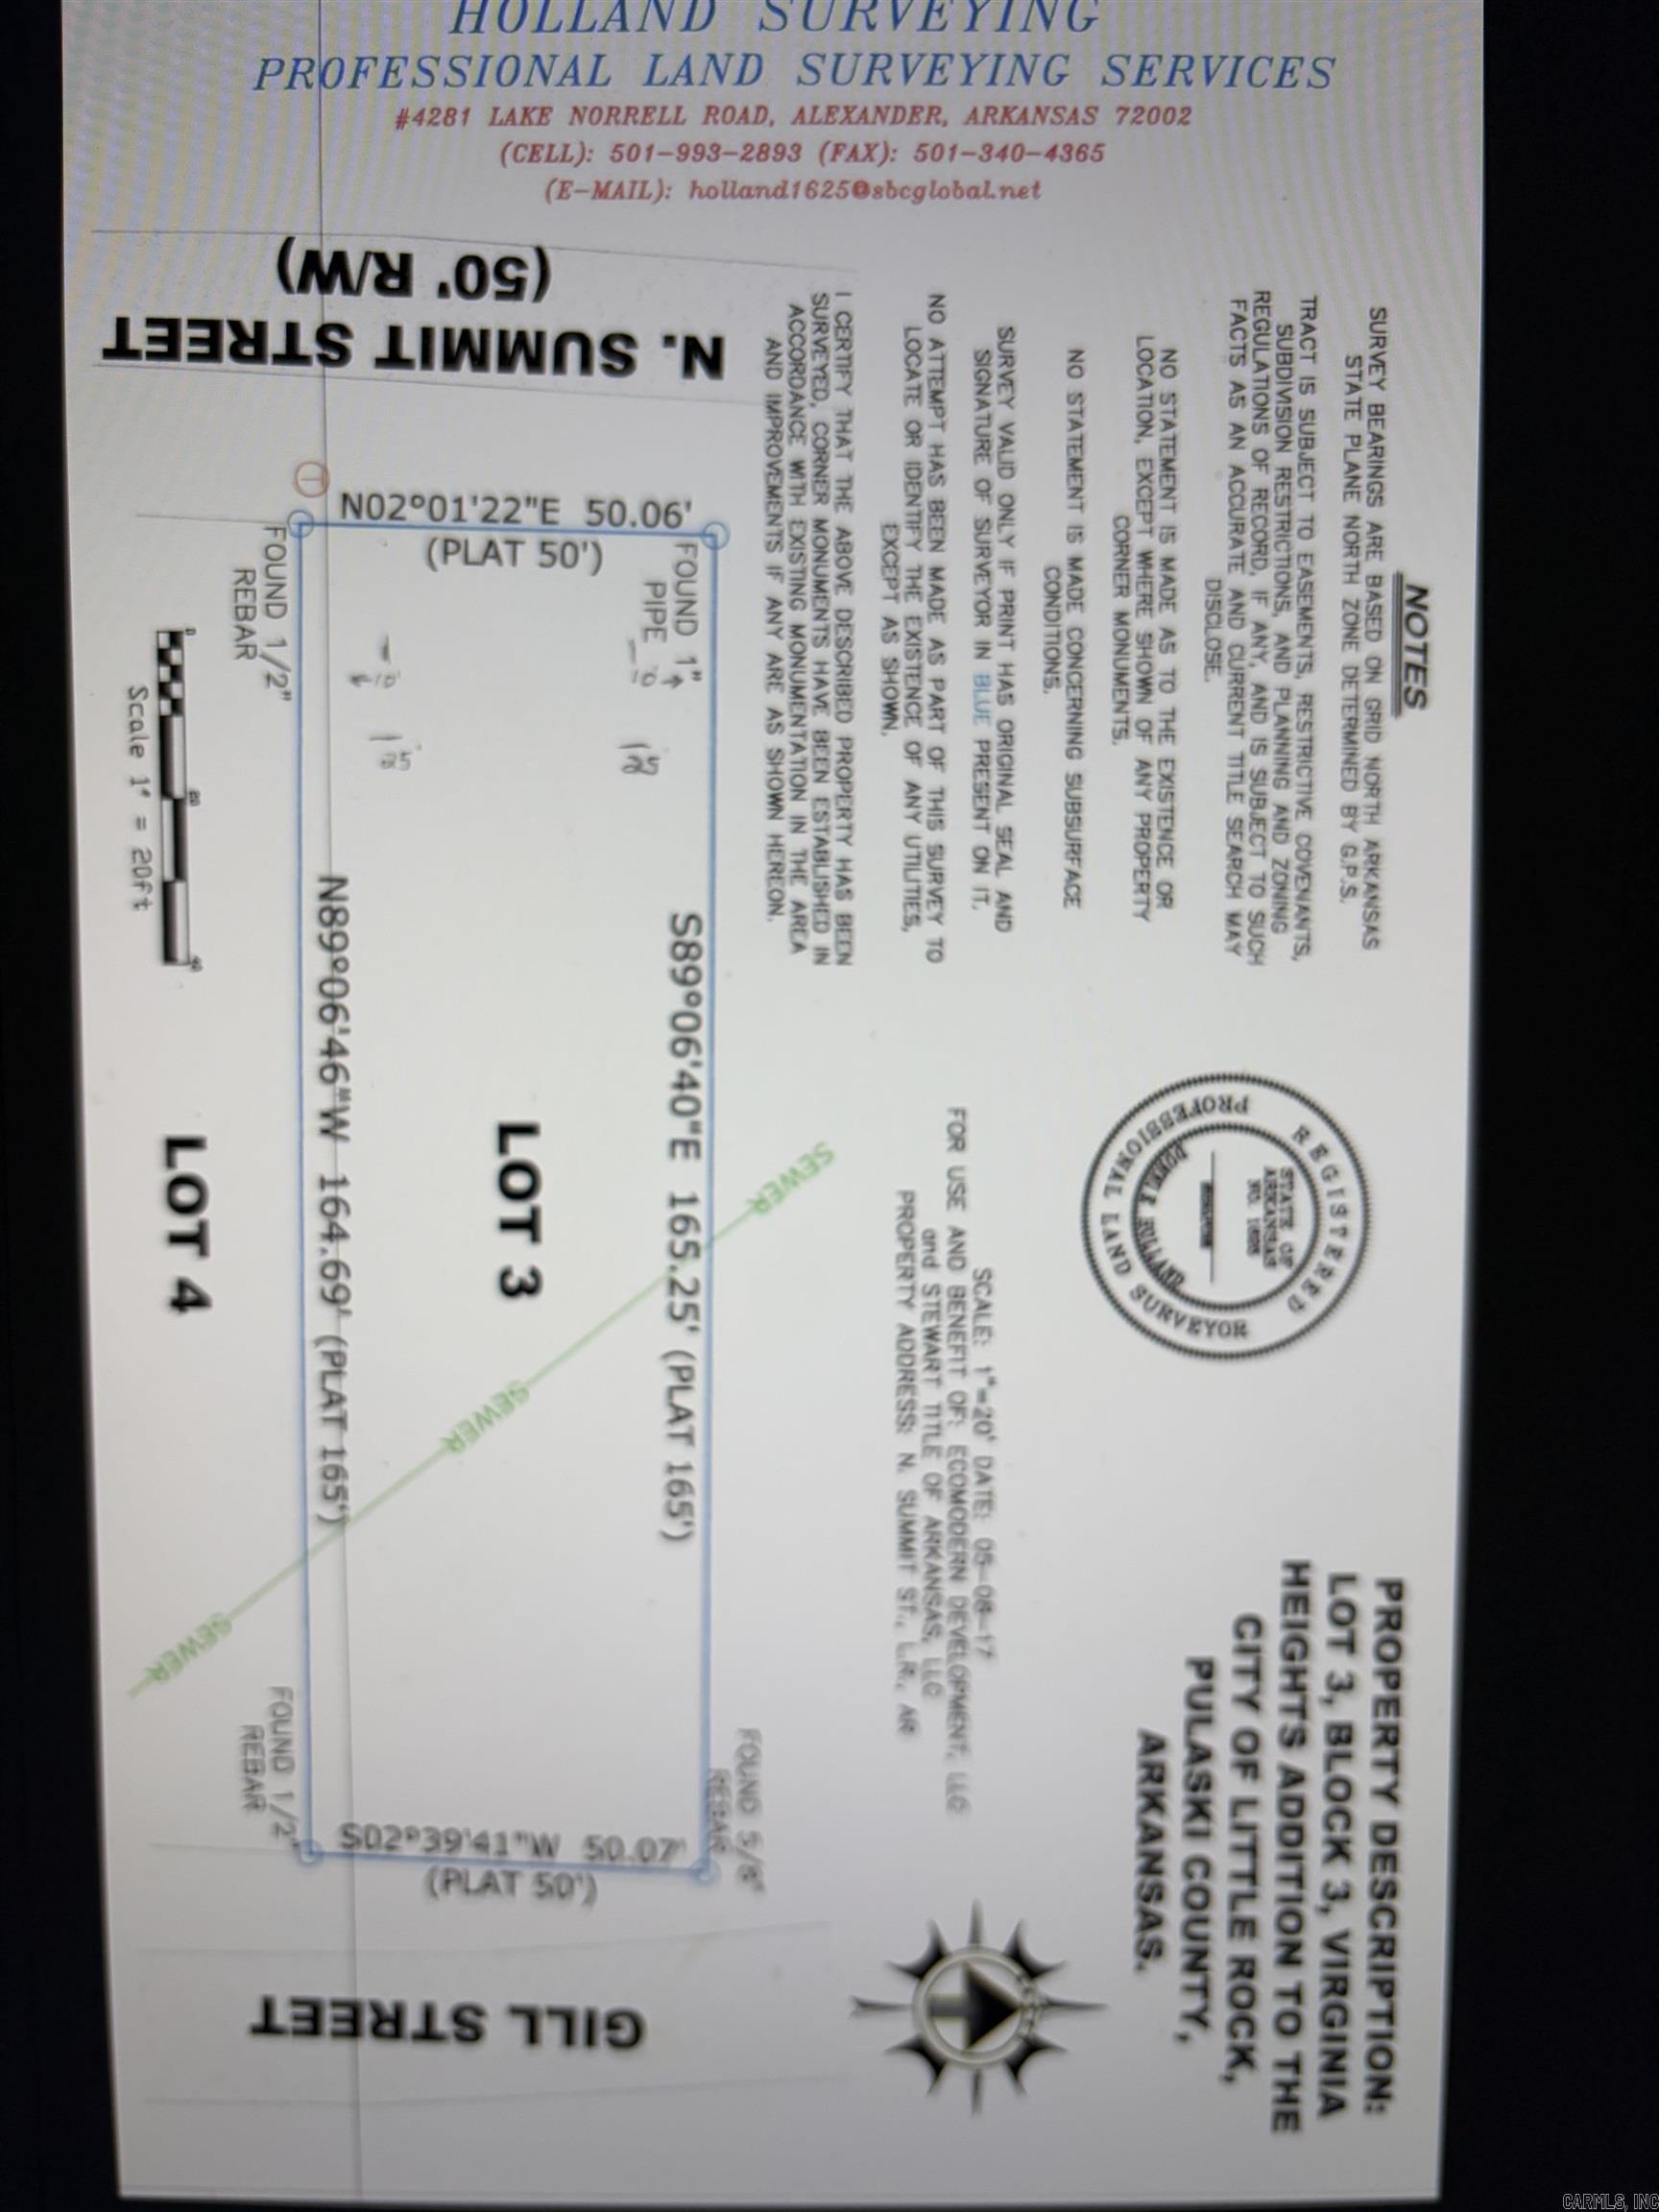 HOLLAND SURVEYING
PROFESSIONAL LAND SURVEYING SERVICES
#4281 LAKE NORRELL ROAD, ALEXANDER, ARKANSAS 72002
(CELL): 501-993-2893 (FAX): 501-340-4365
(E-MAIL): holland1625@sbcglobal.net
NOTES
SURVEY BEARINGS ARE BASED ON GRID NORTH ARKANSAS
STATE PLANE NORTH ZONE DETERMINED BY G.P.S.
TRACT IS SUBJECT TO EASEMENTS, RESTRICTIVE COVENANTS,
SUBDIVISION RESTRICTIONS, AND PLANNING AND ZONING
REGULATIONS OF RECORD, IF ANY, AND IS SUBJECT TO SUCH
FACTS AS AN ACCURATE AND CURRENT TITLE SEARCH MAY
DISCLOSE.
NO STATEMENT IS MADE AS TO THE EXISTENCE OR
LOCATION, EXCEPT WHERE SHOWN OF ANY PROPERTY
CORNER MONUMENTS.
NO STATEMENT IS MADE CONCERNING SUBSURFACE
CONDITIONS.
SURVEY VALID ONLY IF PRINT HAS ORIGINAL SEAL AND
SIGNATURE OF SURVEYOR IN BLUE PRESENT ON IT.
NO ATTEMPT HAS BEEN MADE AS PART OF THIS SURVEY TO
LOCATE OR IDENTIFY THE EXISTENCE OF ANY UTILITIES,
EXCEPT AS SHOWN.
I CERTIFY THAT THE ABOVE DESCRIBED PROPERTY HAS BEEN
SURVEYED, CORNER MONUMENTS HAVE BEEN ESTABLISHED IN
ACCORDANCE WITH EXISTING MONUMENTATION IN THE AREA
AND IMPROVEMENTS IF ANY ARE AS SHOWN HEREON.
REGISTERED
STATE OF
ARKANSAS
PROFESSIONAL LAND SURVEYOR
HOLLAND
SCALE: 1"=20' DATE: 05-08-17
FOR USE AND BENEFIT OF: ECOMODERN DEVELOPMENT, LLC
and STEWART TITLE OF ARKANSAS, LLC
PROPERTY ADDRESS: N. SUMMIT ST., L.R., AR
PROPERTY DESCRIPTION:
LOT 3, BLOCK 3, VIRGINIA
HEIGHTS ADDITION TO THE
CITY OF LITTLE ROCK,
PULASKI COUNTY,
ARKANSAS.
N. SUMMIT STREET
(50' R/W)
N02°01'22"E 50.06'
(PLAT 50')
FOUND 1"
PIPE
10
25
S89°06'40"E 165.25' (PLAT 165')
SEWER
SEWER
SEWER
LOT 3
10'
25
N89°06'46"W 164.69' (PLAT 165')
FOUND 1/2"
REBAR
FOUND 5/8"
REBAR
S02°39'41"W 50.07'
(PLAT 50')
FOUND 1/2"
REBAR
GILL STREET
LOT 4
0 20 40
Scale 1" = 20ft
CARMLS, INC